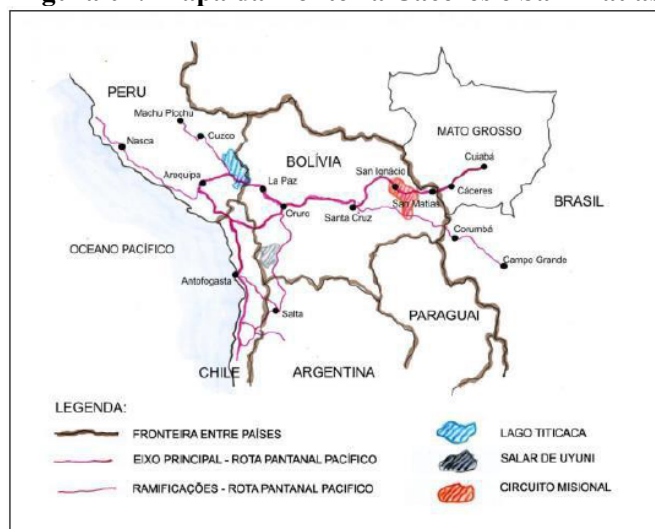 PERU
Machu Picchu
Cuzco
Nasca
MATO GROSSO
BOLÍVIA
San Ignácio
Cuiabá
Arequipa
La Paz
San Matias
Cáceres
BRASIL
Oruro
Santa Cruz
Corumbá
OCEANO PACÍFICO
Campo Grande
Antofogasta
PARAGUAI
Salta
CHILE
ARGENTINA
LEGENDA:
FRONTEIRA ENTRE PAÍSES
EIXO PRINCIPAL - ROTA PANTANAL PACÍFICO
RAMIFICAÇÕES - ROTA PANTANAL PACIFICO
LAGO TITICACA
SALAR DE UYUNI
CIRCUITO MISIONAL